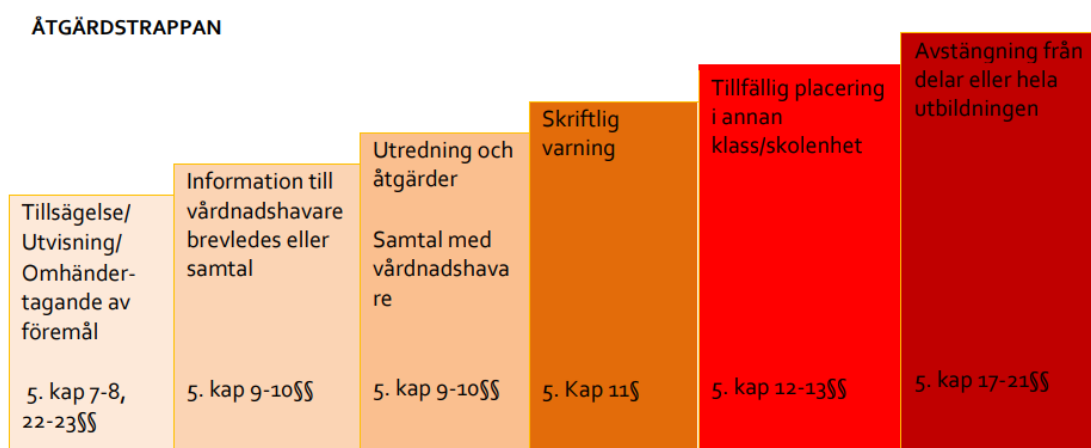 ÅTGÄRDSTRAPPAN
Tillsägelse/
Utvisning/
Omhänder-
tagande av
föremål
5. kap 7-8,
22-23§§
Information till
vårdnadshavare
brevledes eller
samtal
5. kap 9-10§§
Utredning och
åtgärder
Samtal med
vårdnadshava
re
5. kap 9-10§§
Skriftlig
varning
5. Kap 11§
Tillfällig placering
i annan
klass/skolenhet
5. kap 12-13§§
Avstängning från
delar eller hela
utbildningen
5. kap 17-21§§